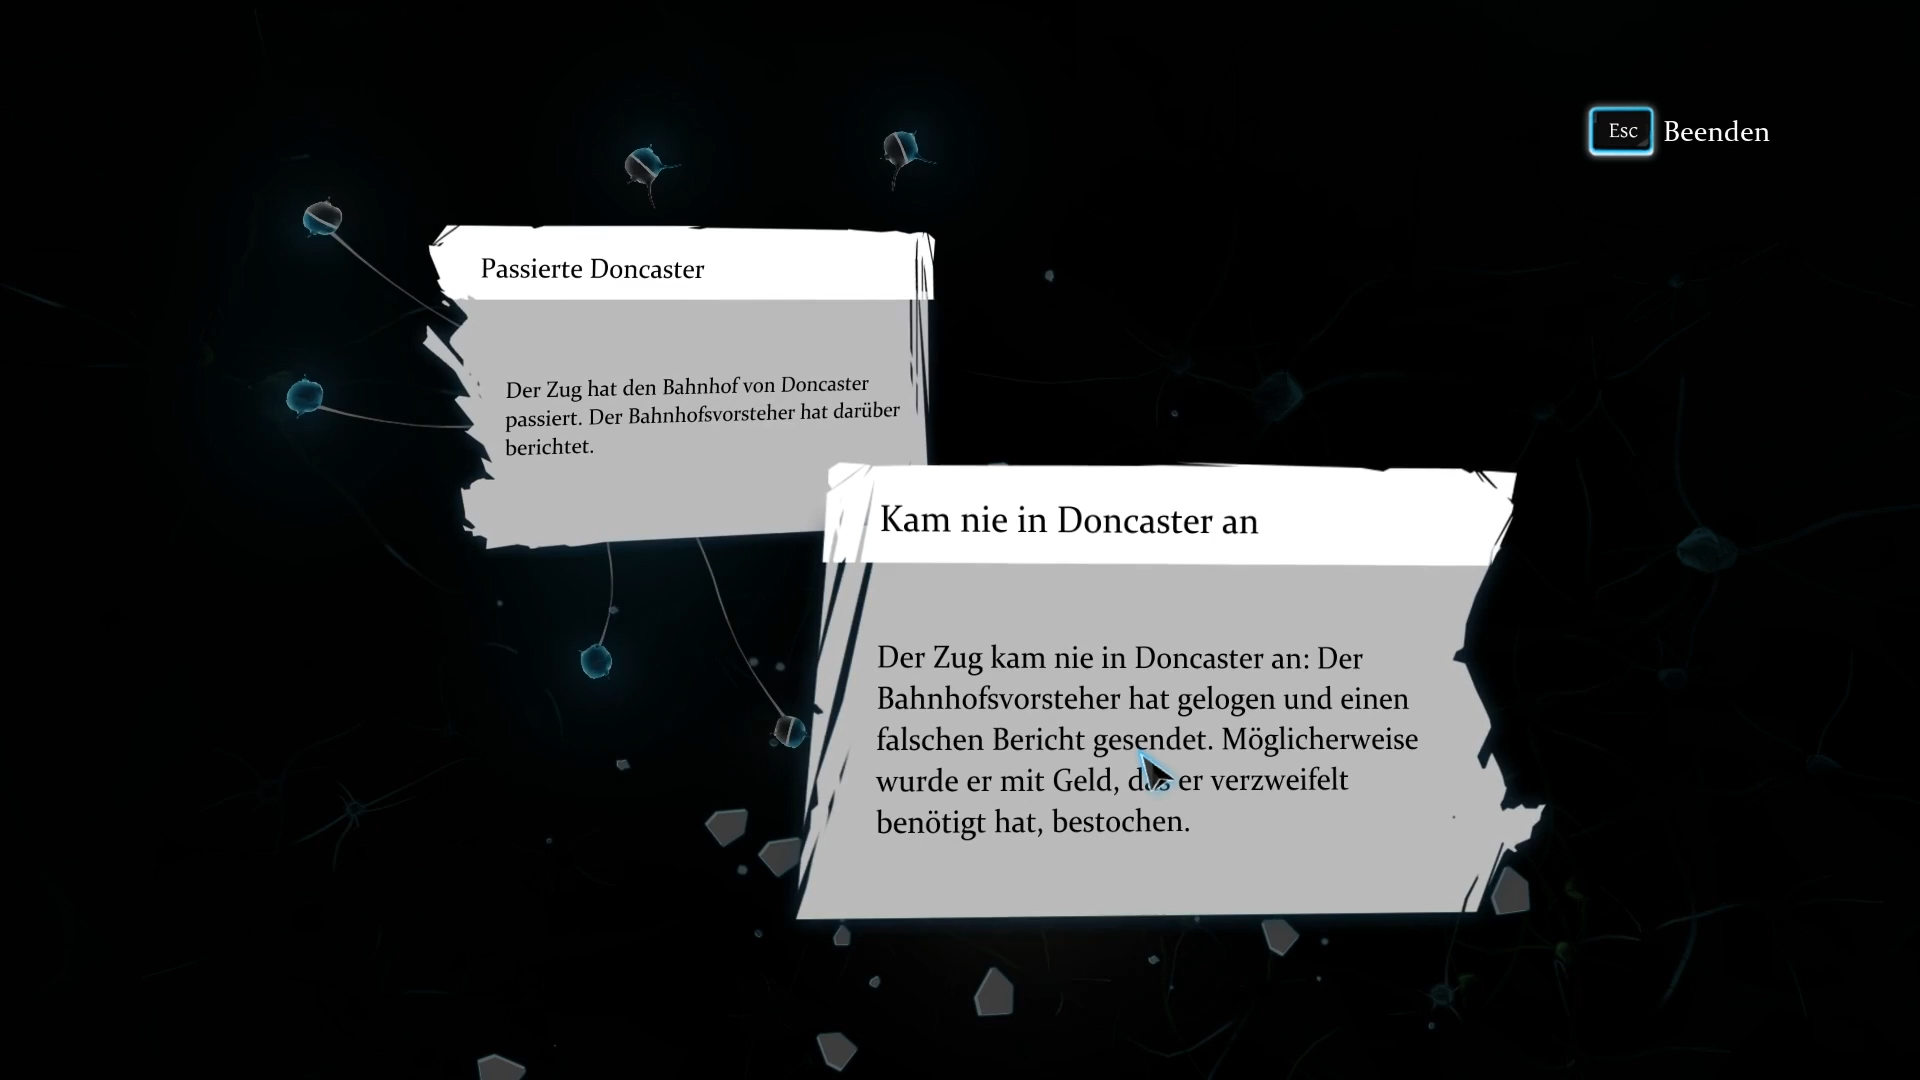 Esc Beenden
Passierte Doncaster
Der Zug hat den Bahnhof von Doncaster
passiert. Der Bahnhofsvorsteher hat darüber
berichtet.
Kam nie in Doncaster an
Der Zug kam nie in Doncaster an: Der
Bahnhofsvorsteher hat gelogen und einen
falschen Bericht gesendet. Möglicherweise
wurde er mit Geld, das er verzweifelt
benötigt hat, bestochen.